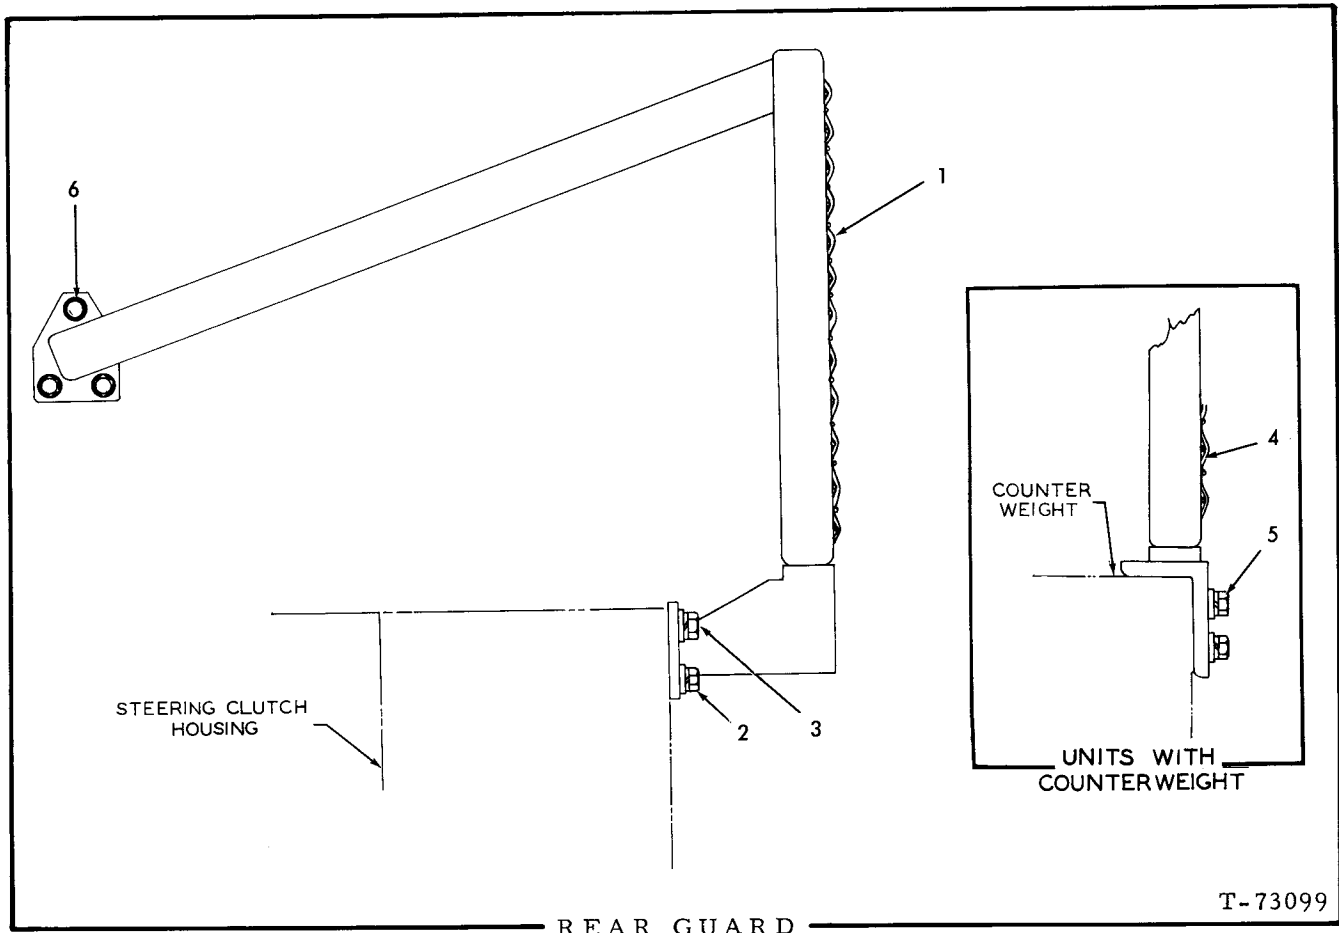 6
1
4
COUNTER
WEIGHT
5
STEERING CLUTCH
HOUSING
2
3
UNITS WITH
COUNTERWEIGHT
T-73099
REAR GUARD